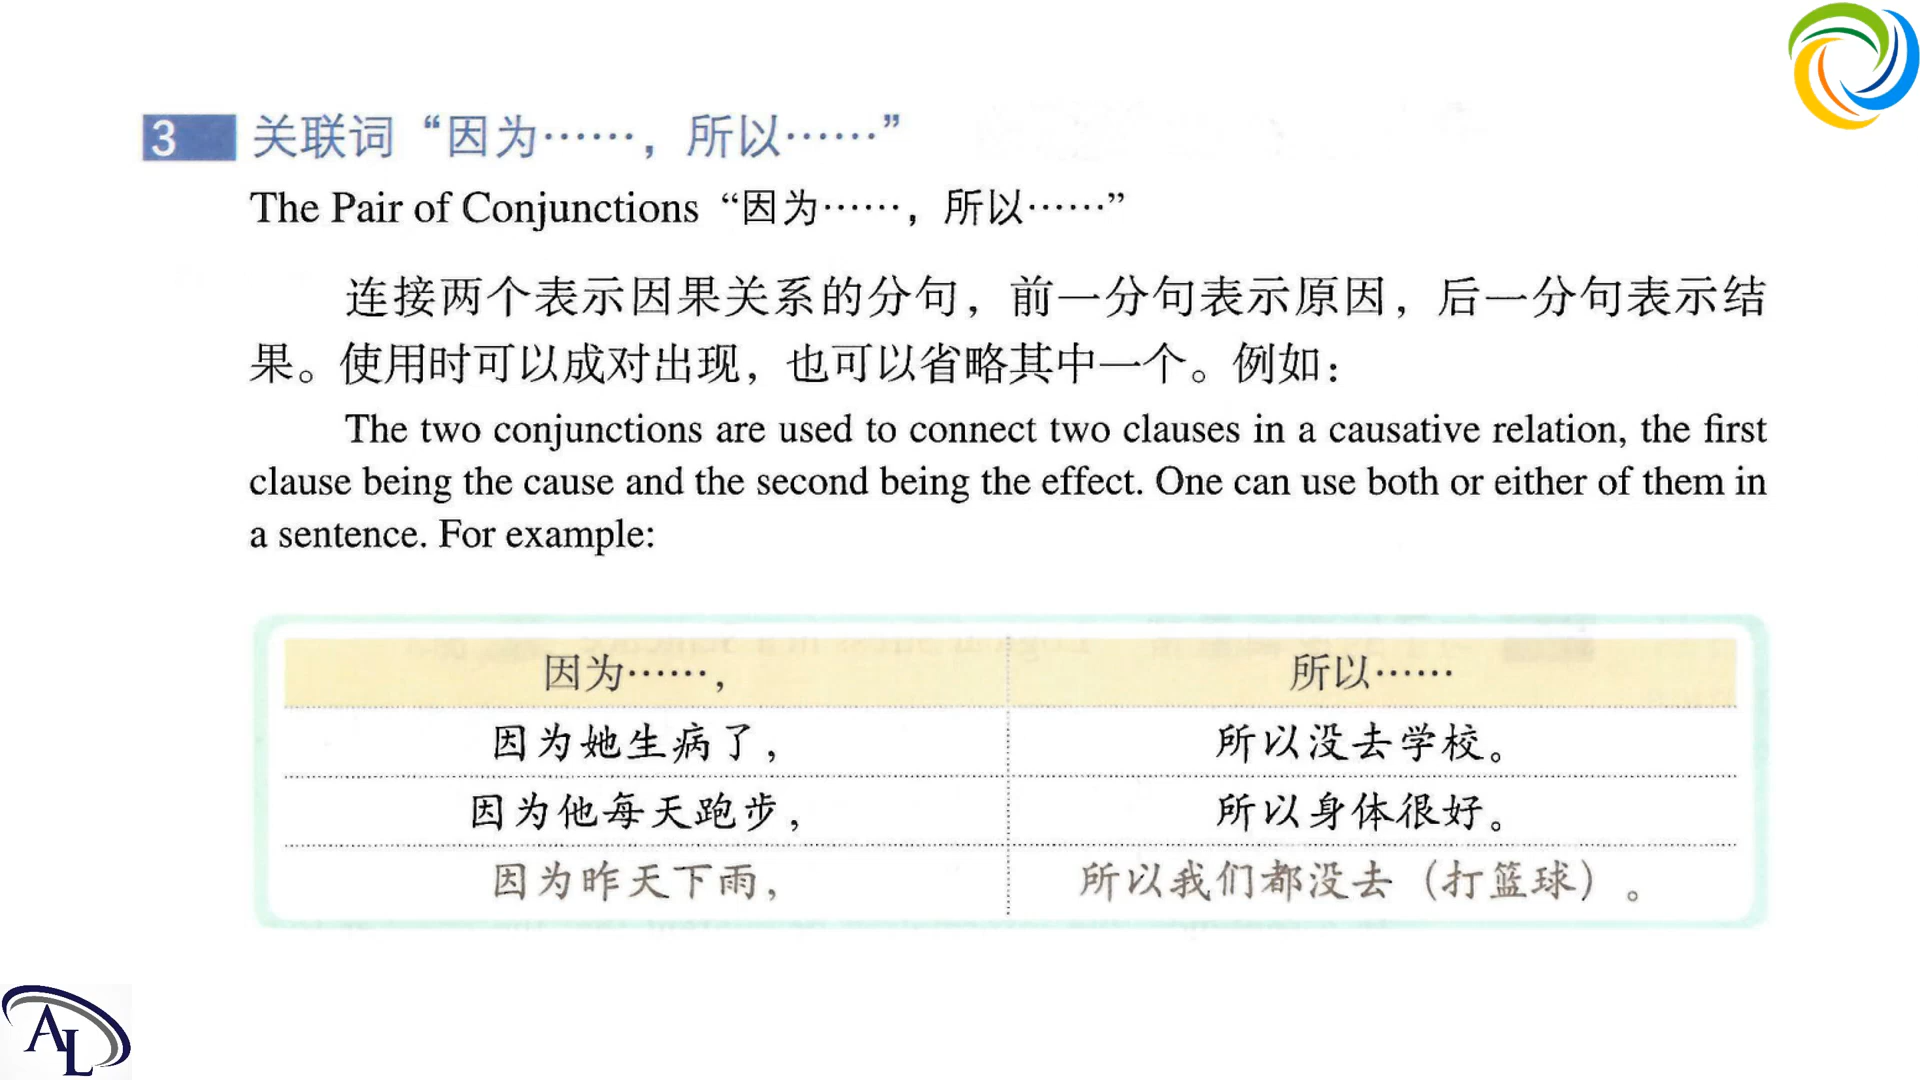 3 关联词“因为……，所以……”
The Pair of Conjunctions “因为……，所以……”
连接两个表示因果关系的分句，前一分句表示原因，后一分句表示结
果。使用时可以成对出现，也可以省略其中一个。例如：
The two conjunctions are used to connect two clauses in a causative relation, the first
clause being the cause and the second being the effect. One can use both or either of them in
a sentence. For example:
因为……， 所以……
因为她生病了， 所以没去学校。
因为他每天跑步， 所以身体很好。
因为昨天下雨， 所以我们都没去（打篮球）。
AL